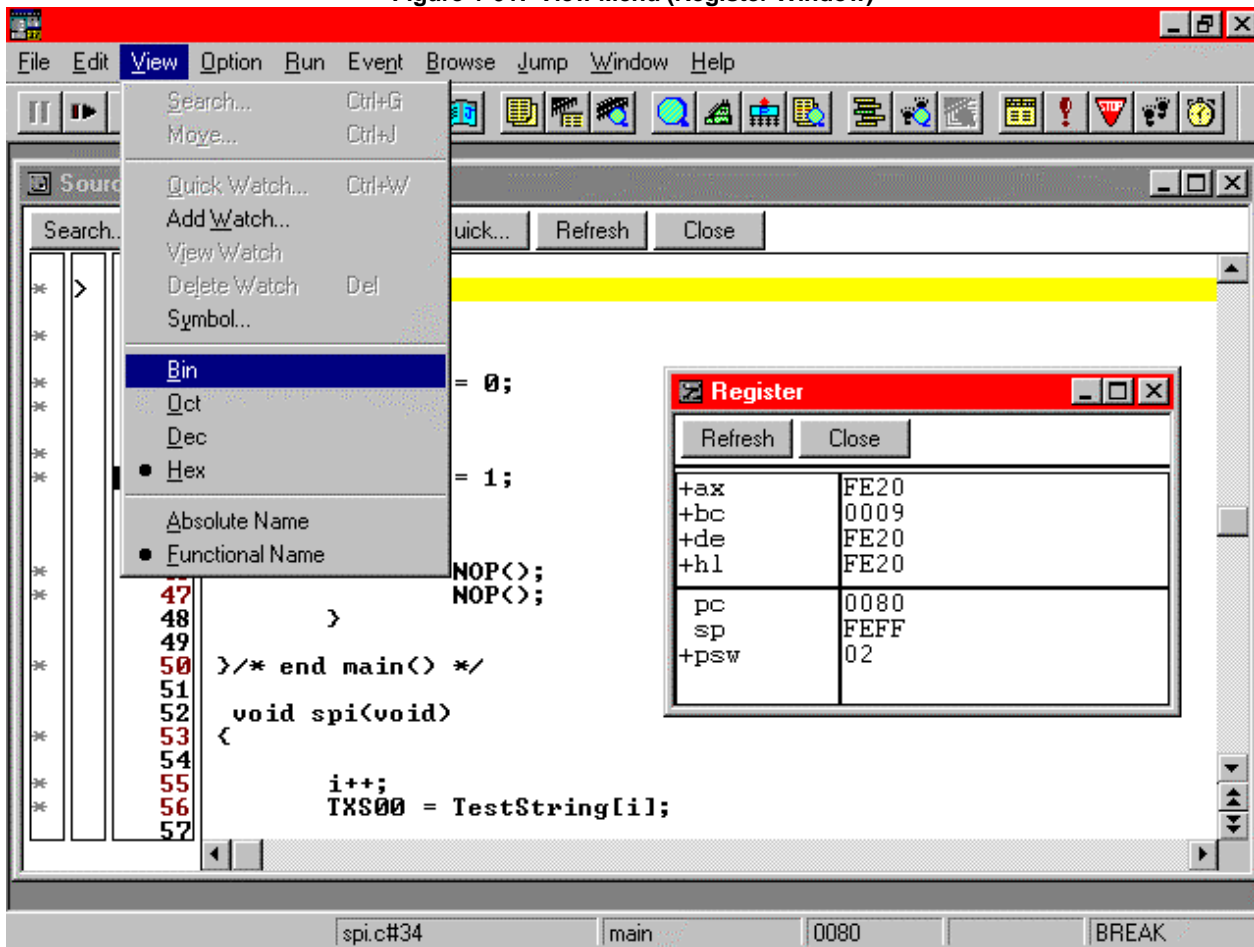 File Edit View Option Run Event Browse Jump Window Help
Search... Ctrl+G
Move... Ctrl+J
Quick Watch... Ctrl+W
Add Watch...
View Watch
Delete Watch Del
Symbol...
Bin
Oct
Dec
Hex
Absolute Name
Functional Name
STOP
Sourc
Search.. uick... Refresh Close
* >
*
* = 0;
*
*
* = 1;
* NOP();
* 47 NOP();
48 }
49
* 50 }/* end main() */
51
52 void spi(void)
* 53 {
54
* 55 i++;
* 56 TXS00 = TestString[i];
57
Register
Refresh Close
+ax FE20
+bc 0009
+de FE20
+hl FE20
pc 0080
sp FEFF
+psw 02
spi.c#34 main 0080 BREAK